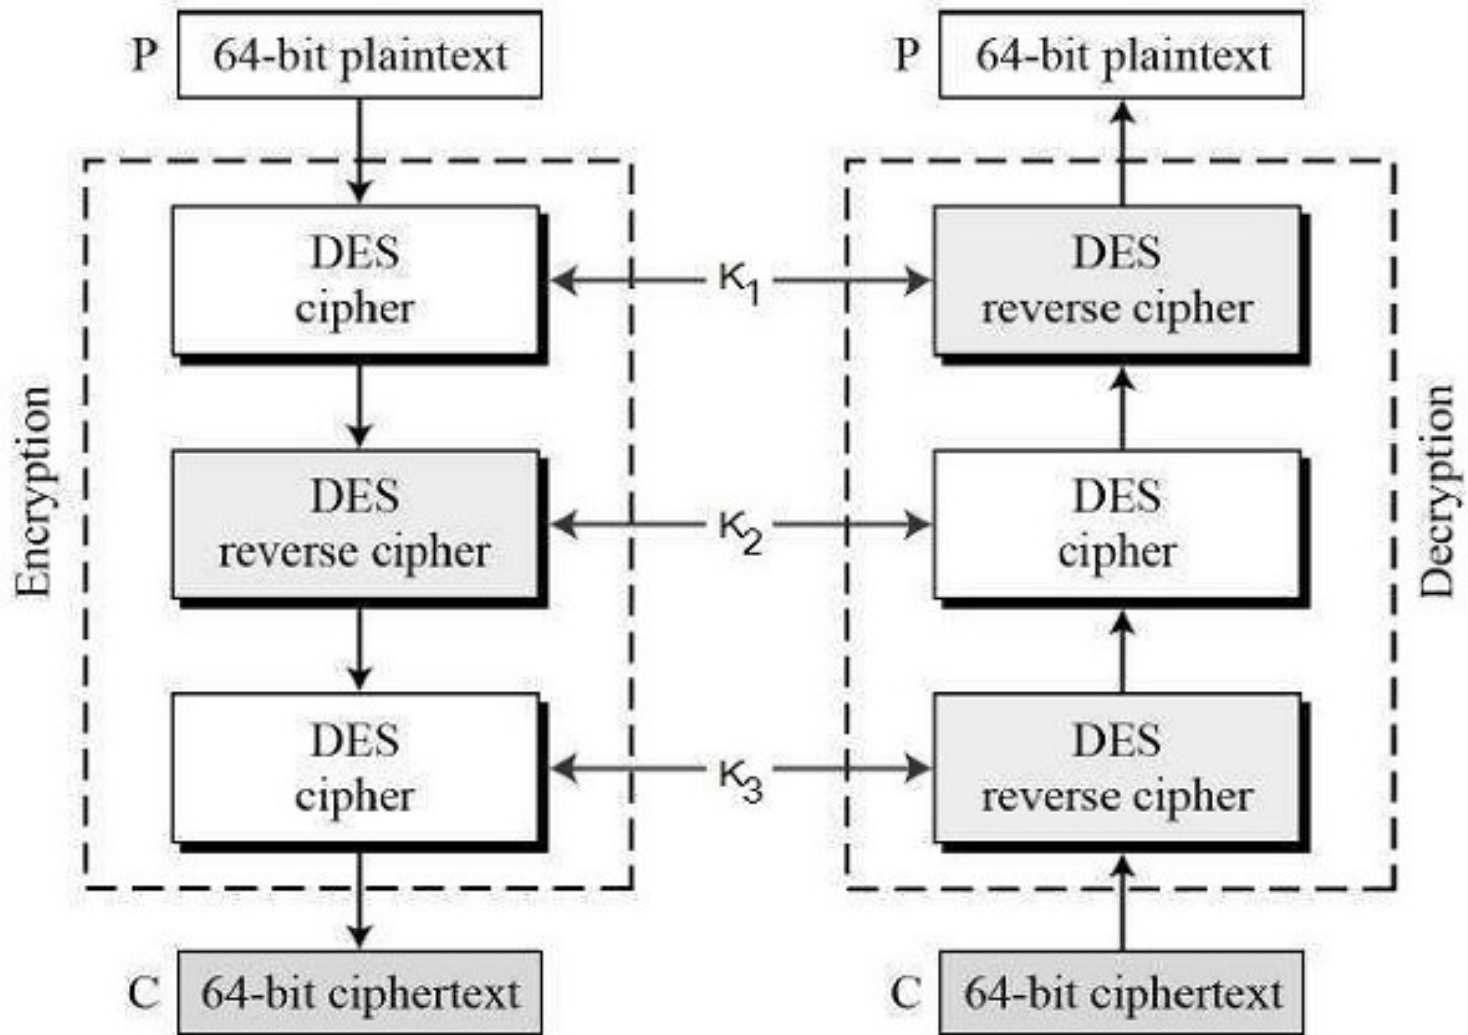 P 64-bit plaintext
P 64-bit plaintext
DES
cipher
K1
DES
reverse cipher
Encryption
DES
reverse cipher
K2
DES
cipher
Decryption
DES
cipher
K3
DES
reverse cipher
C 64-bit ciphertext
C 64-bit ciphertext